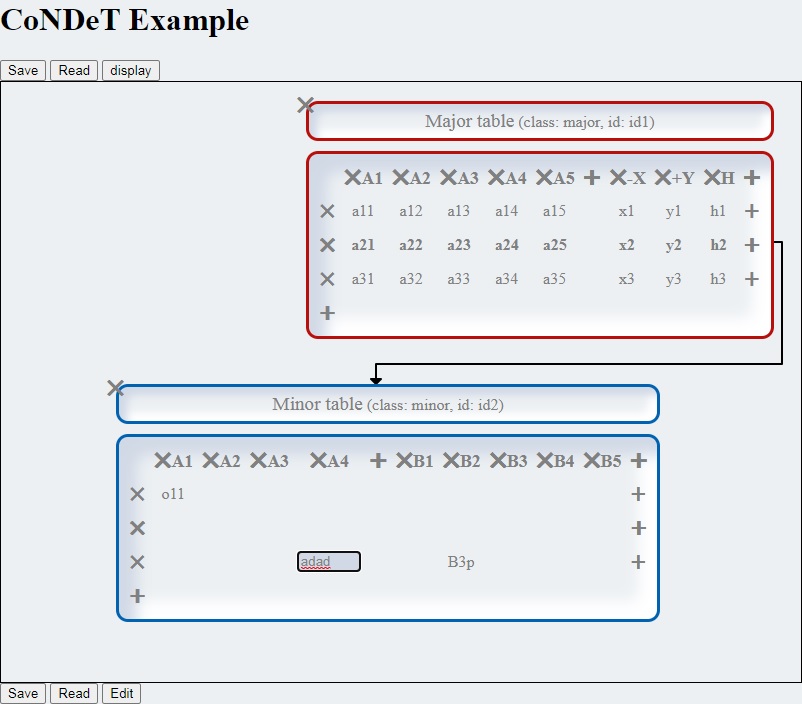 CoNDeT Example
Save Read display
Major table (class: major, id: id1)
A1 A2 A3 A4 A5 -X +Y H
a11 a12 a13 a14 a15 x1 y1 h1
a21 a22 a23 a24 a25 x2 y2 h2
a31 a32 a33 a34 a35 x3 y3 h3
Minor table (class: minor, id: id2)
A1 A2 A3 A4 B1 B2 B3 B4 B5
o11
adad B3p
Save Read Edit